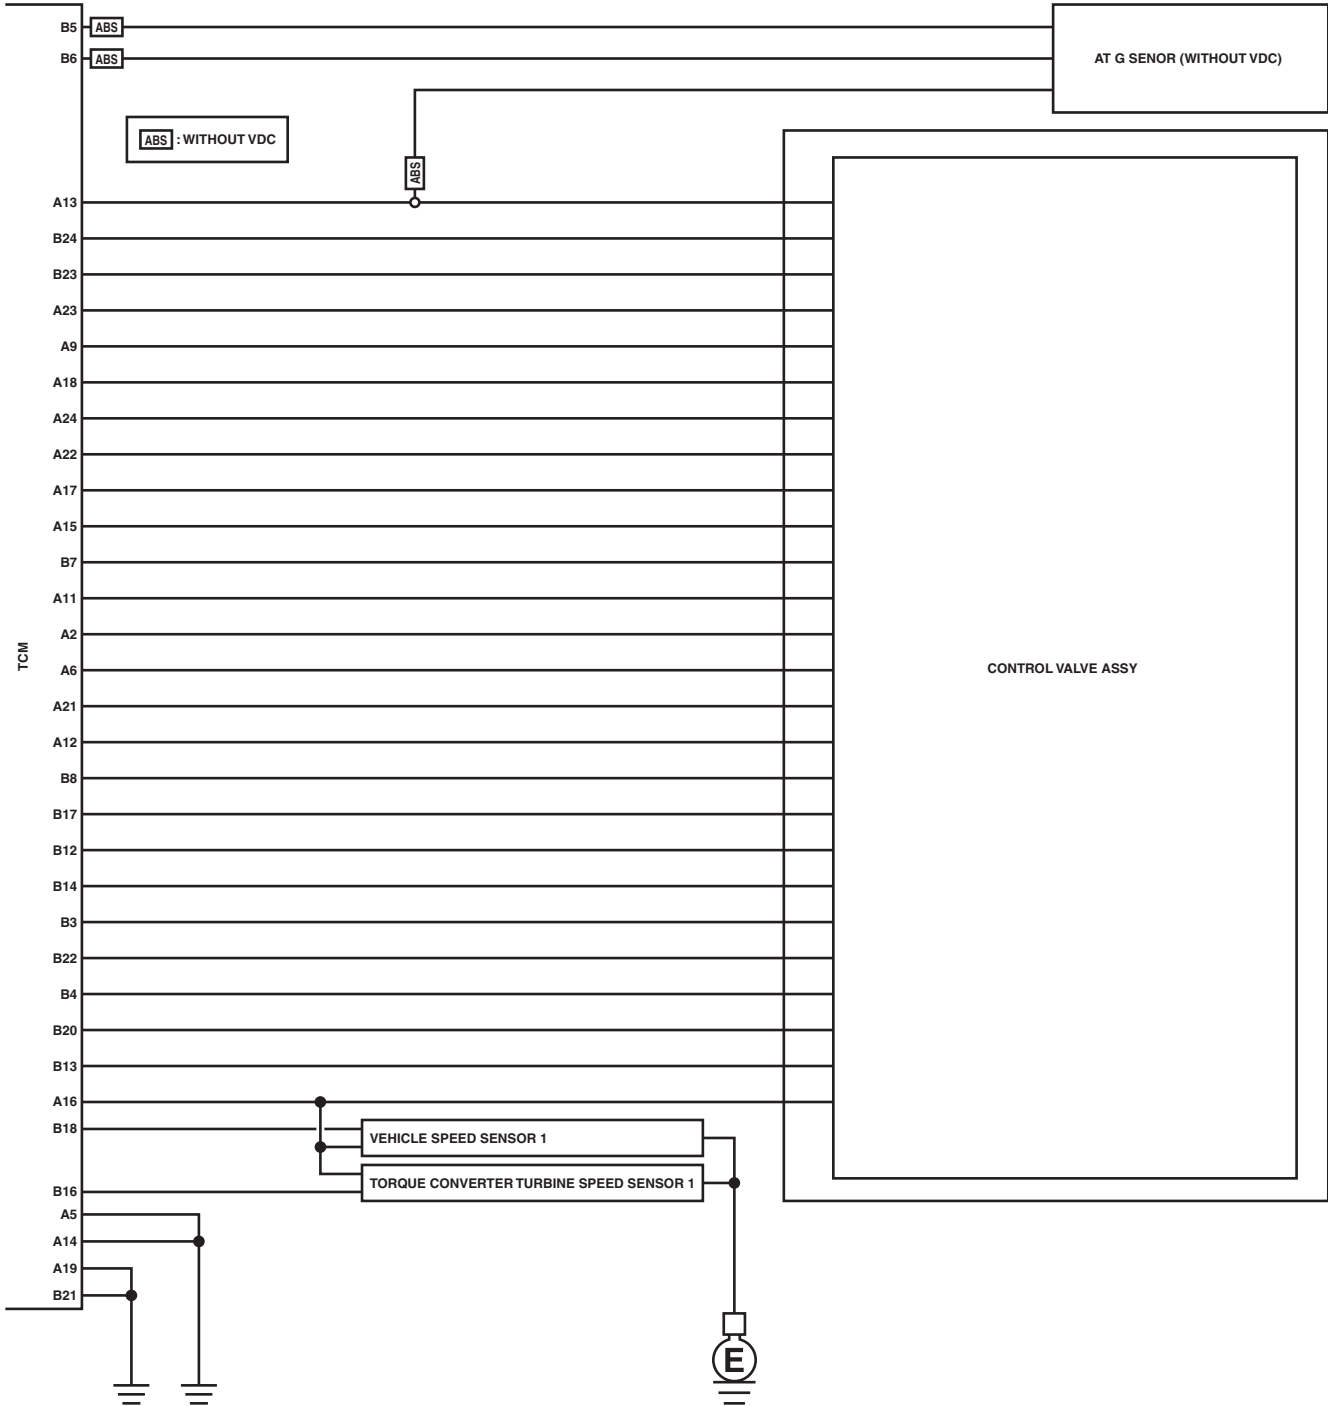 B5 ABS
B6 ABS
AT G SENOR (WITHOUT VDC)
ABS : WITHOUT VDC
ABS
A13
B24
B23
A23
A9
A18
A24
A22
A17
A15
B7
A11
A2
TCM
A6
CONTROL VALVE ASSY
A21
A12
B8
B17
B12
B14
B3
B22
B4
B20
B13
A16
B18
VEHICLE SPEED SENSOR 1
TORQUE CONVERTER TURBINE SPEED SENSOR 1
B16
A5
A14
A19
B21
E